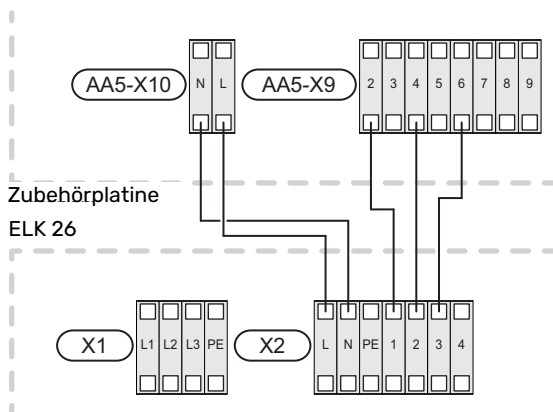 AA5-X10 N L AA5-X9 2 3 4 5 6 7 8 9
Zubehörplatine
ELK 26
X1 L1 L2 L3 PE X2 L N PE 1 2 3 4